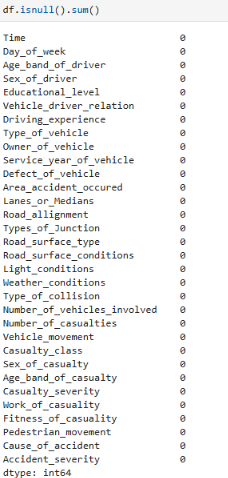 df.isnull().sum()
Time 0
Day_of_week 0
Age_band_of_driver 0
Sex_of_driver 0
Educational_level 0
Vehicle_driver_relation 0
Driving_experience 0
Type_of_vehicle 0
Owner_of_vehicle 0
Service_year_of_vehicle 0
Defect_of_vehicle 0
Area_accident_occured 0
Lanes_or_Medians 0
Road_allignment 0
Types_of_Junction 0
Road_surface_type 0
Road_surface_conditions 0
Light_conditions 0
Weather_conditions 0
Type_of_collision 0
Number_of_vehicles_involved 0
Number_of_casualties 0
Vehicle_movement 0
Casualty_class 0
Sex_of_casualty 0
Age_band_of_casualty 0
Casualty_severity 0
Work_of_casuality 0
Fitness_of_casuality 0
Pedestrian_movement 0
Cause_of_accident 0
Accident_severity 0
dtype: int64